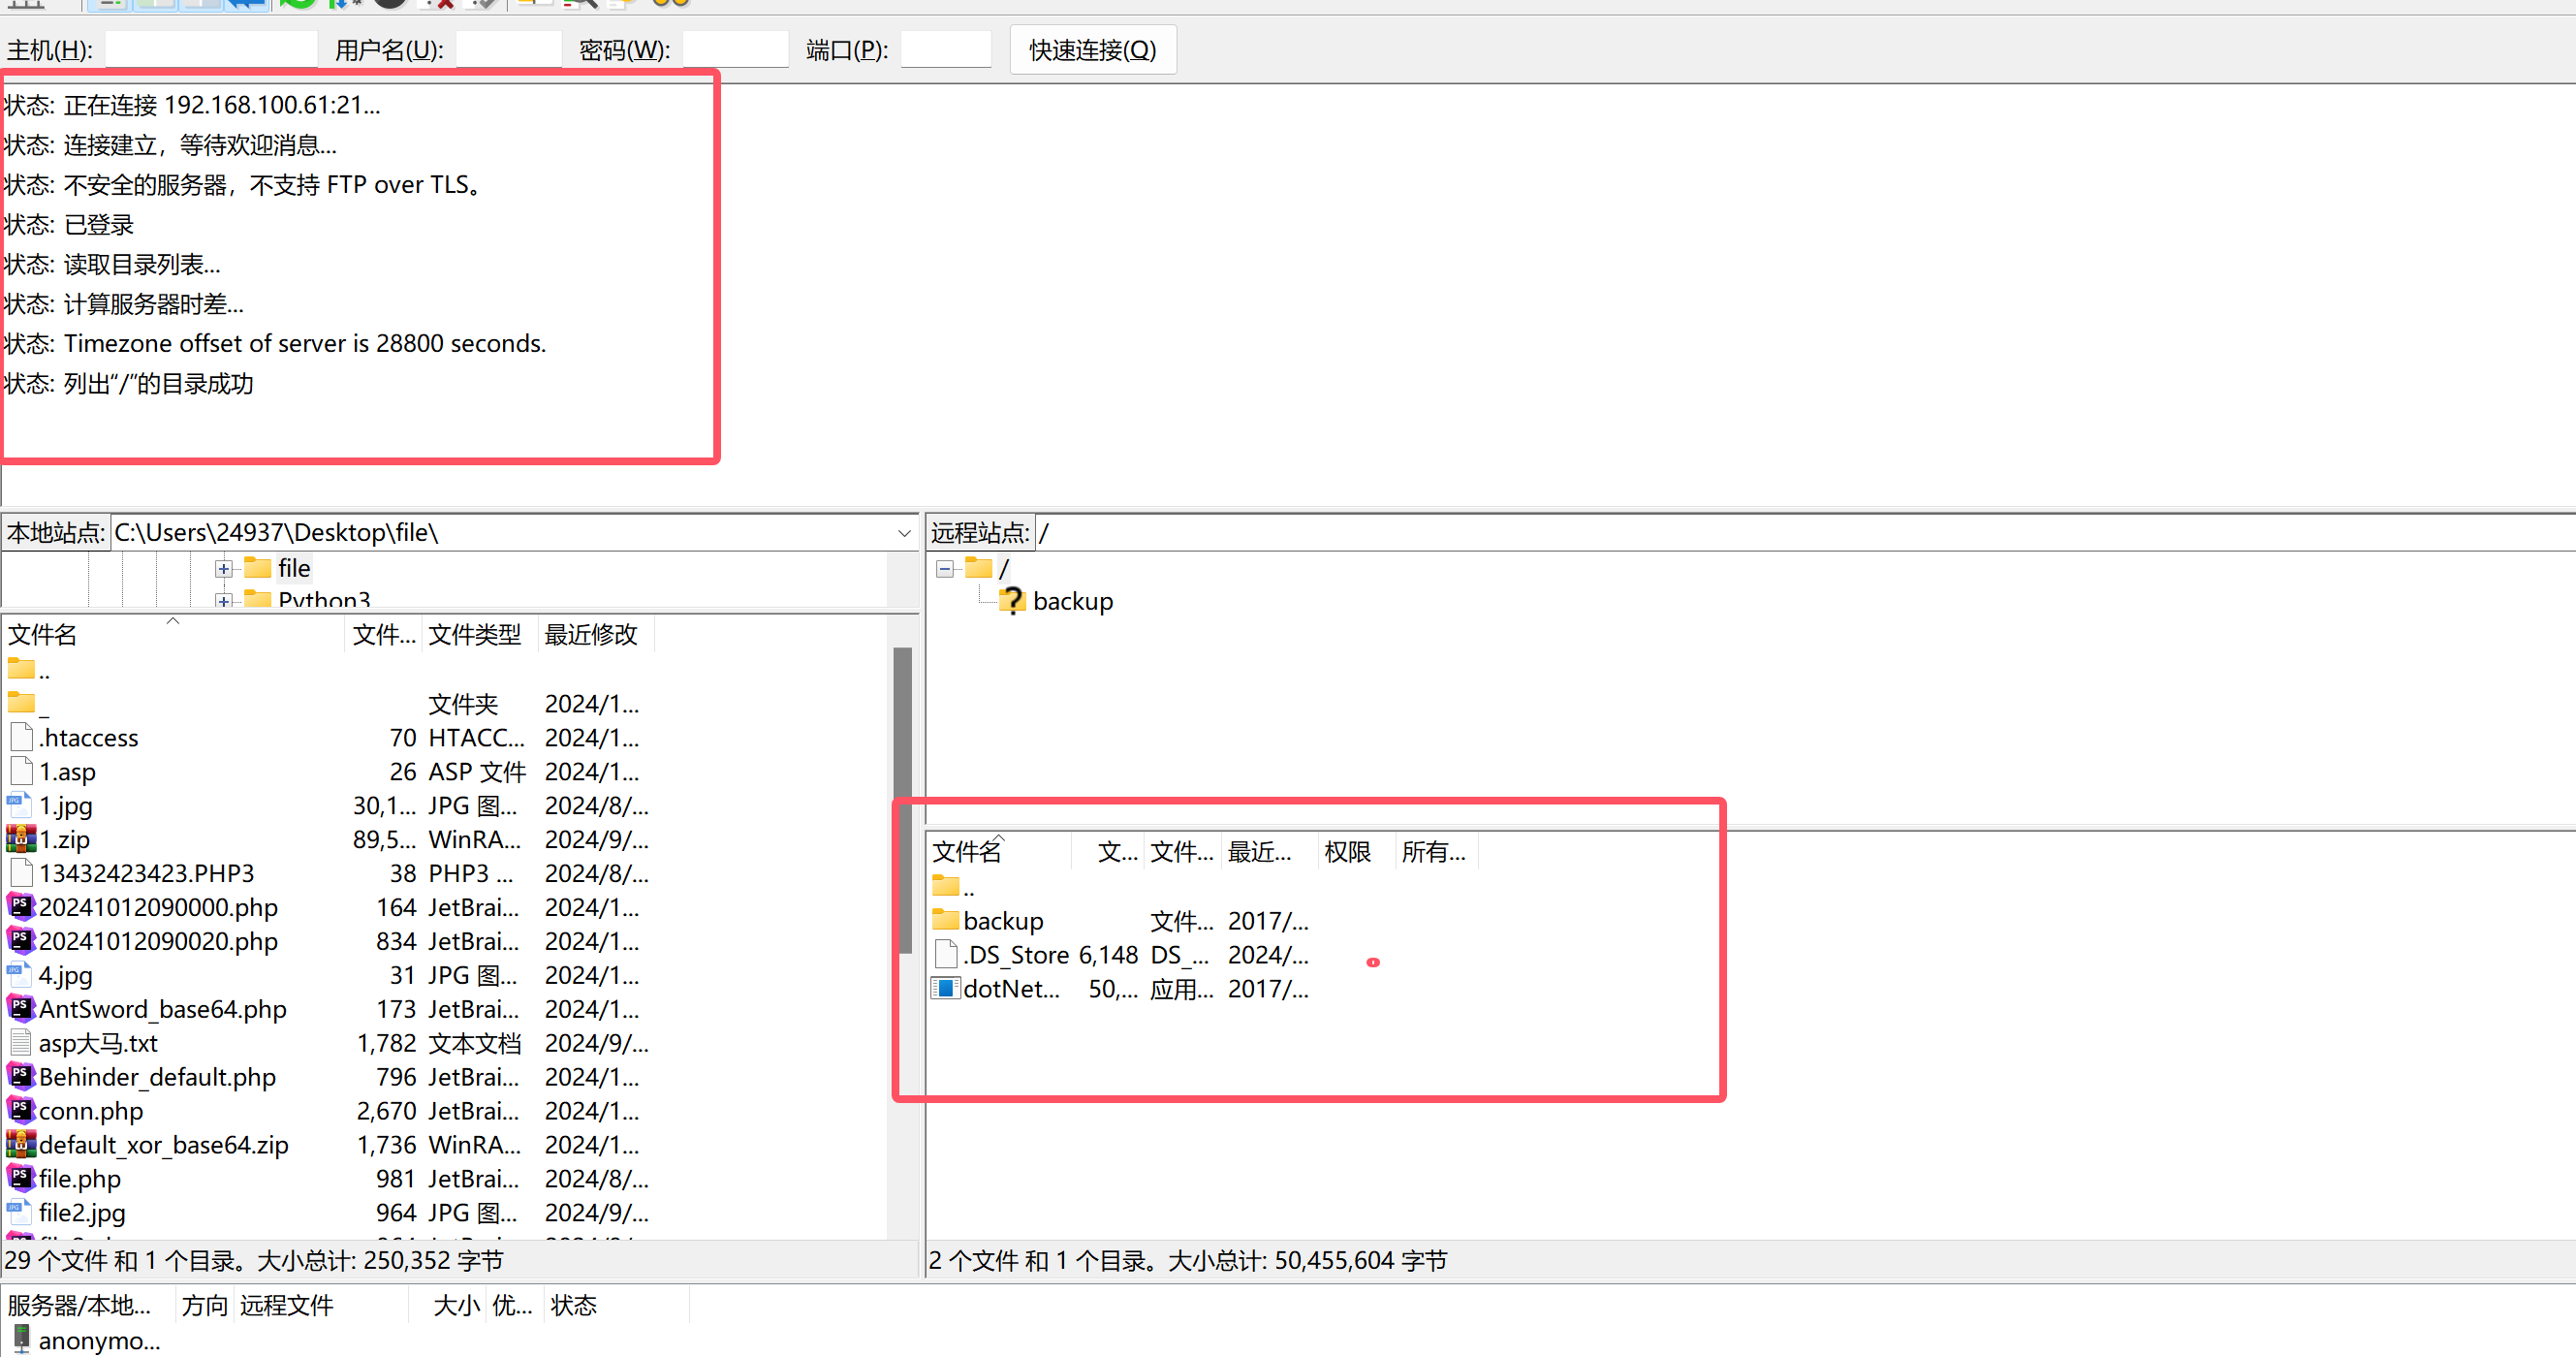 主机(H): 用户名(U): 密码(W): 端口(P): 快速连接(Q)
状态: 正在连接 192.168.100.61:21...
状态: 连接建立，等待欢迎消息...
状态: 不安全的服务器，不支持 FTP over TLS。
状态: 已登录
状态: 读取目录列表...
状态: 计算服务器时差...
状态: Timezone offset of server is 28800 seconds.
状态: 列出“/”的目录成功
本地站点: C:\Users\24937\Desktop\file\
file
Python3
文件名 文件... 文件类型 最近修改
..
_ 文件夹 2024/1...
.htaccess 70 HTACC... 2024/1...
1.asp 26 ASP 文件 2024/1...
1.jpg 30,1... JPG 图... 2024/8/...
1.zip 89,5... WinRA... 2024/9/...
13432423423.PHP3 38 PHP3 ... 2024/8/...
20241012090000.php 164 JetBrai... 2024/1...
20241012090020.php 834 JetBrai... 2024/1...
4.jpg 31 JPG 图... 2024/1...
AntSword_base64.php 173 JetBrai... 2024/1...
asp大马.txt 1,782 文本文档 2024/9/...
Behinder_default.php 796 JetBrai... 2024/1...
conn.php 2,670 JetBrai... 2024/1...
default_xor_base64.zip 1,736 WinRA... 2024/1...
file.php 981 JetBrai... 2024/8/...
file2.jpg 964 JPG 图... 2024/9/...
29 个文件 和 1 个目录。大小总计: 250,352 字节
远程站点: /
/
backup
文件名 文... 文件... 最近... 权限 所有...
..
backup 文件... 2017/...
.DS_Store 6,148 DS_... 2024/...
dotNet... 50,... 应用... 2017/...
2 个文件 和 1 个目录。大小总计: 50,455,604 字节
服务器/本地... 方向 远程文件 大小 优... 状态
anonymo...